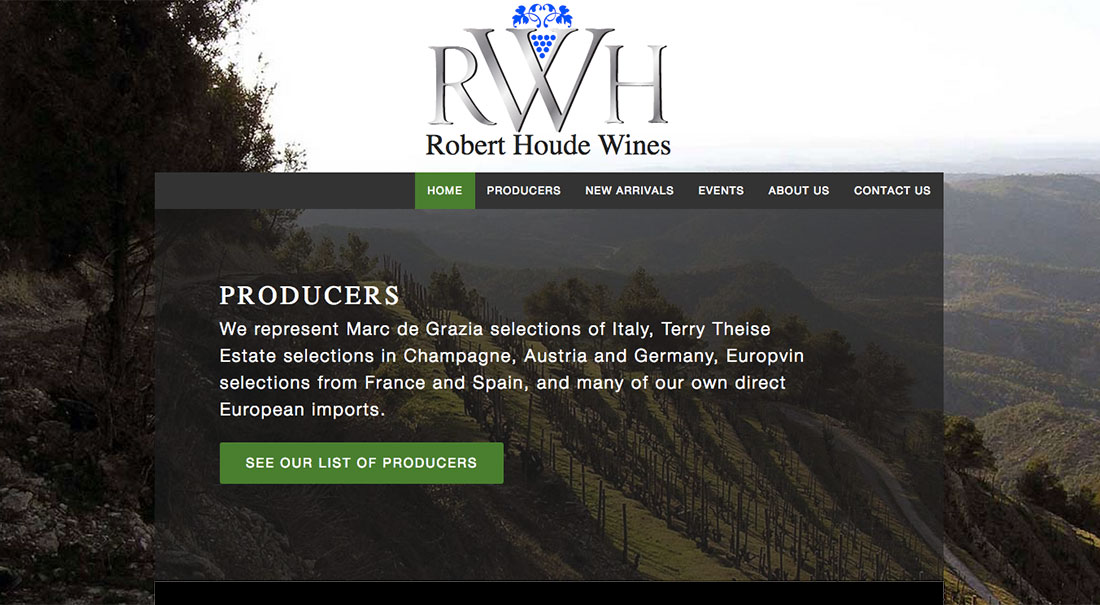 RWH
Robert Houde Wines
HOME PRODUCERS NEW ARRIVALS EVENTS ABOUT US CONTACT US
PRODUCERS
We represent Marc de Grazia selections of Italy, Terry Theise
Estate selections in Champagne, Austria and Germany, Europvin
selections from France and Spain, and many of our own direct
European imports.
SEE OUR LIST OF PRODUCERS